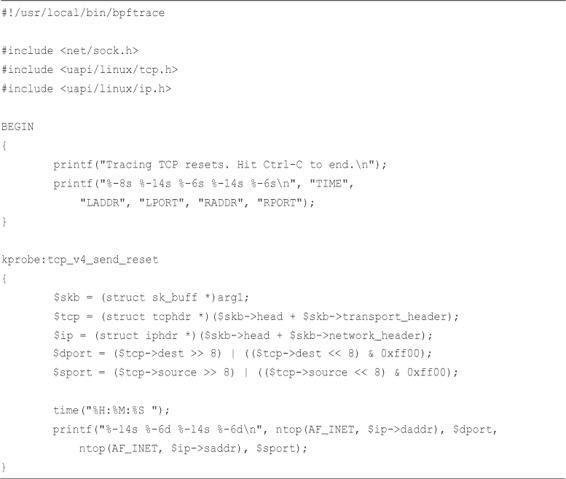 #!/usr/local/bin/bpftrace
#include <net/sock.h>
#include <uapi/linux/tcp.h>
#include <uapi/linux/ip.h>
BEGIN
{
printf("Tracing TCP resets. Hit Ctrl-C to end.\n");
printf("%-8s %-14s %-6s %-14s %-6s\n", "TIME",
"LADDR", "LPORT", "RADDR", "RPORT");
}
kprobe:tcp_v4_send_reset
{
$skb = (struct sk_buff *)arg1;
$tcp = (struct tcphdr *)($skb->head + $skb->transport_header);
$ip = (struct iphdr *)($skb->head + $skb->network_header);
$dport = ($tcp->dest >> 8) | (($tcp->dest << 8) & 0xff00);
$sport = ($tcp->source >> 8) | (($tcp->source << 8) & 0xff00);
time("%H:%M:%S ");
printf("%-14s %-6d %-14s %-6d\n", ntop(AF_INET, $ip->daddr), $dport,
ntop(AF_INET, $ip->saddr), $sport);
}